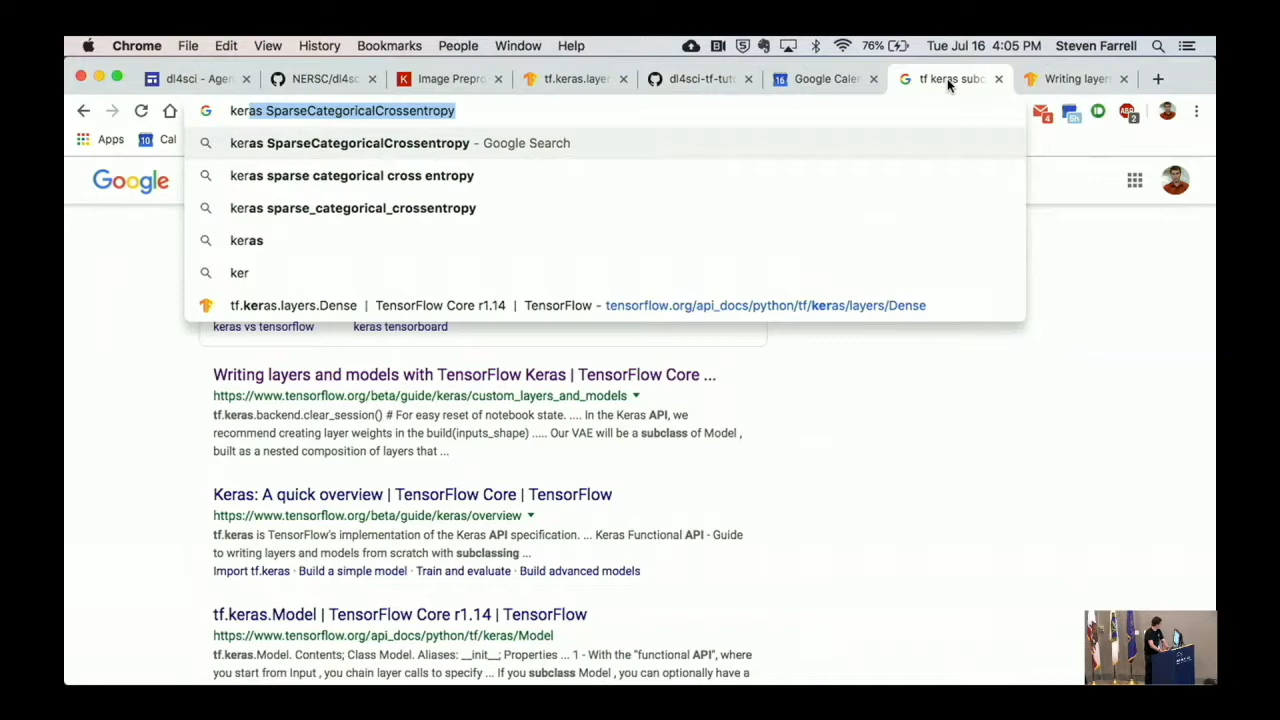 Chrome File Edit View History Bookmarks People Window Help 76% Tue Jul 16 4:05 PM Steven Farrell
dl4sci - Agen NERSC/dl4sc Image Prepro tf.keras.layer dl4sci-tf-tut Google Caler tf keras subc Writing layer
keras SparseCategoricalCrossentropy
4 5h 2
Apps 10 Cal
keras SparseCategoricalCrossentropy - Google Search
keras sparse categorical cross entropy
Google
keras sparse_categorical_crossentropy
keras
ker
tf.keras.layers.Dense | TensorFlow Core r1.14 | TensorFlow - tensorflow.org/api_docs/python/tf/keras/layers/Dense
keras vs tensorflow keras tensorboard
Writing layers and models with TensorFlow Keras | TensorFlow Core ...
https://www.tensorflow.org/beta/guide/keras/custom_layers_and_models
tf.keras.backend.clear_session() # For easy reset of notebook state. .... In the Keras API, we
recommend creating layer weights in the build(inputs_shape) ..... Our VAE will be a subclass of Model ,
built as a nested composition of layers that ...
Keras: A quick overview | TensorFlow Core | TensorFlow
https://www.tensorflow.org/beta/guide/keras/overview
tf.keras is TensorFlow's implementation of the Keras API specification. ... Keras Functional API - Guide
to writing layers and models from scratch with subclassing ...
Import tf.keras · Build a simple model · Train and evaluate · Build advanced models
tf.keras.Model | TensorFlow Core r1.14 | TensorFlow
https://www.tensorflow.org/api_docs/python/tf/keras/Model
tf.keras.Model. Contents; Class Model. Aliases: __init__; Properties ... 1 - With the "functional API", where
you start from Input , you chain layer calls to specify ... If you subclass Model , you can optionally have a